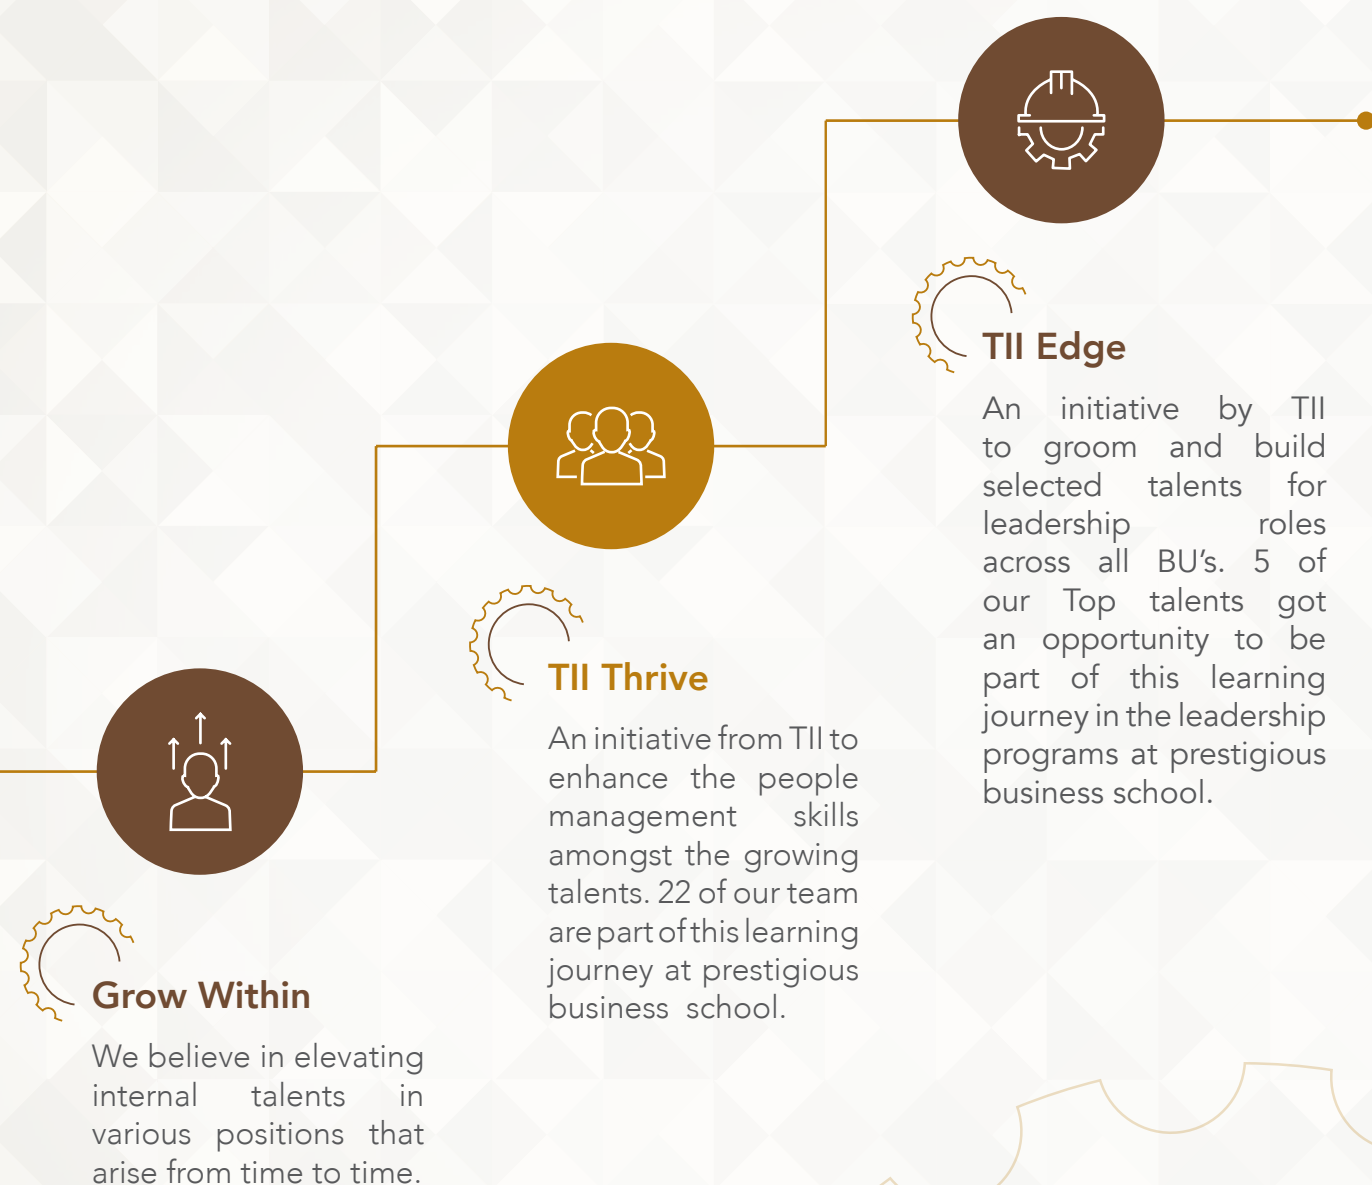 Grow Within
We believe in elevating
internal talents in
various positions that
arise from time to time.
TII Thrive
An initiative from TII to
enhance the people
management skills
amongst the growing
talents. 22 of our team
are part of this learning
journey at prestigious
business school.
TII Edge
An initiative by TII
to groom and build
selected talents for
leadership roles
across all BU’s. 5 of
our Top talents got
an opportunity to be
part of this learning
journey in the leadership
programs at prestigious
business school.